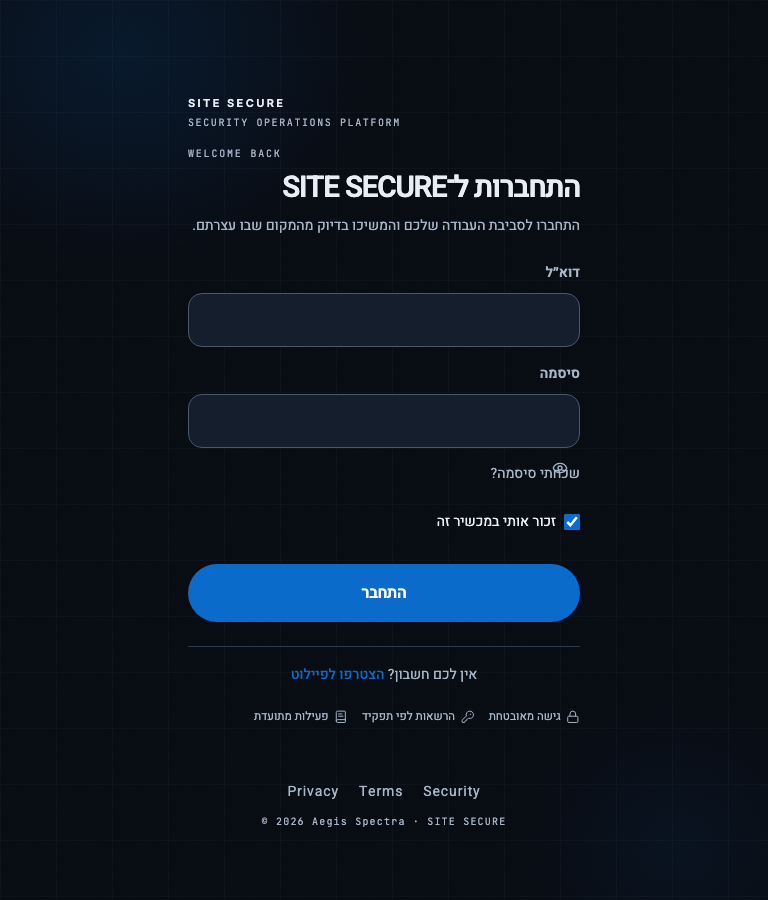 SITE SECURE
SECURITY OPERATIONS PLATFORM
WELCOME BACK
התחברות ל־SITE SECURE
התחברו לסביבת העבודה שלכם והמשיכו בדיוק מהמקום שבו עצרתם.
דוא״ל
סיסמה
שכחתי סיסמה?
זכור אותי במכשיר זה
התחבר
אין לכם חשבון? הצטרפו לפיילוט
גישה מאובטחת הרשאות לפי תפקיד פעילות מתועדת
Privacy Terms Security
© 2026 Aegis Spectra · SITE SECURE